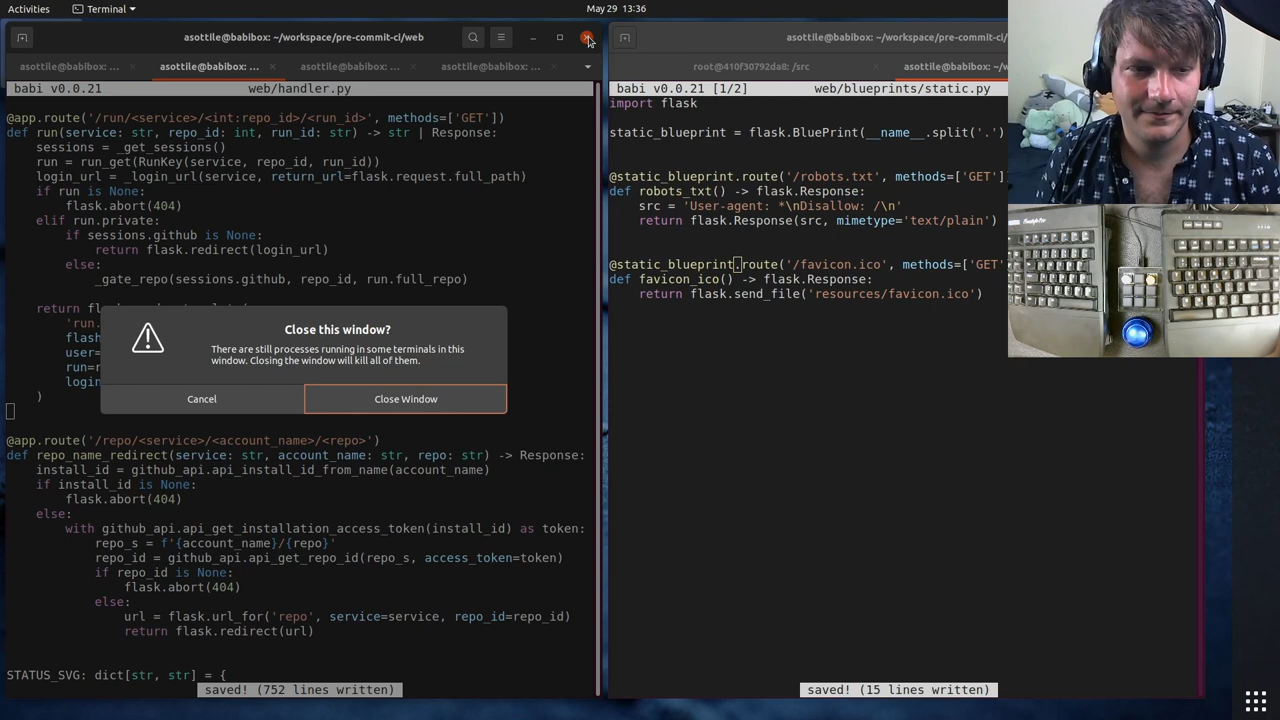 Activities
Terminal
May 29 13:36
asottile@babibox: ~/workspace/pre-commit-ci/web
asottile@babibox: ~...
asottile@babibox: ~...
asottile@babibox: ~...
asottile@babibox: ~...
babi v0.0.21 web/handler.py
@app.route('/run/<service>/<int:repo_id>/<run_id>', methods=['GET'])
def run(service: str, repo_id: int, run_id: str) -> str | Response:
sessions = _get_sessions()
run = run_get(RunKey(service, repo_id, run_id))
login_url = _login_url(service, return_url=flask.request.full_path)
if run is None:
flask.abort(404)
elif run.private:
if sessions.github is None:
return flask.redirect(login_url)
else:
_gate_repo(sessions.github, repo_id, run.full_repo)
return
'run.
flash
user=
run=r
login
)
Close this window?
There are still processes running in some terminals in this
window. Closing the window will kill all of them.
Cancel
Close Window
@app.route('/repo/<service>/<account_name>/<repo>')
def repo_name_redirect(service: str, account_name: str, repo: str) -> Response:
install_id = github_api.api_install_id_from_name(account_name)
if install_id is None:
flask.abort(404)
else:
with github_api.api_get_installation_access_token(install_id) as token:
repo_s = f'{account_name}/{repo}'
repo_id = github_api.api_get_repo_id(repo_s, access_token=token)
if repo_id is None:
flask.abort(404)
else:
url = flask.url_for('repo', service=service, repo_id=repo_id)
return flask.redirect(url)
STATUS_SVG: dict[str, str] = {
saved! (752 lines written)
asottile@babibox: ~/workspace/pre-commit-ci/
root@410f30792da8: /src
asottile@babibox: ~/w
babi v0.0.21 [1/2] web/blueprints/static.py
import flask
static_blueprint = flask.BluePrint(__name__.split('.')
@static_blueprint.route('/robots.txt', methods=['GET']
def robots_txt() -> flask.Response:
src = 'User-agent: *\nDisallow: /\n'
return flask.Response(src, mimetype='text/plain')
@static_blueprint.route('/favicon.ico', methods=['GET'
def favicon_ico() -> flask.Response:
return flask.send_file('resources/favicon.ico')
saved! (15 lines written)